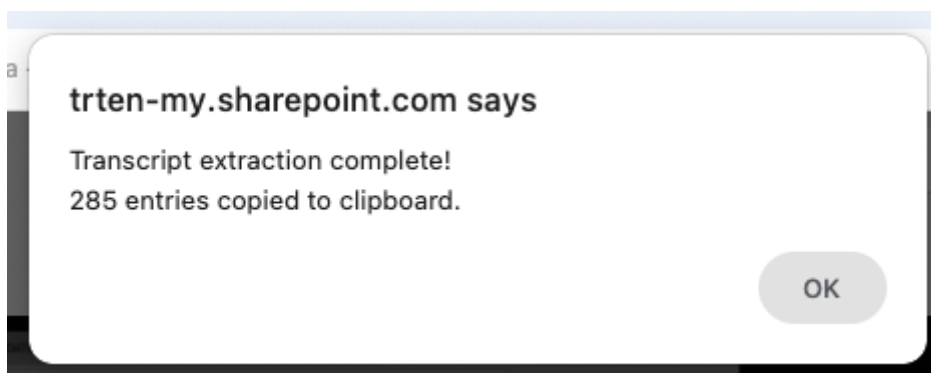 a
trten-my.sharepoint.com says
Transcript extraction complete!
285 entries copied to clipboard.
OK